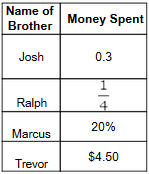 Name of Brother Money Spent
Josh 0.3
Ralph 1/4
Marcus 20%
Trevor $4.50